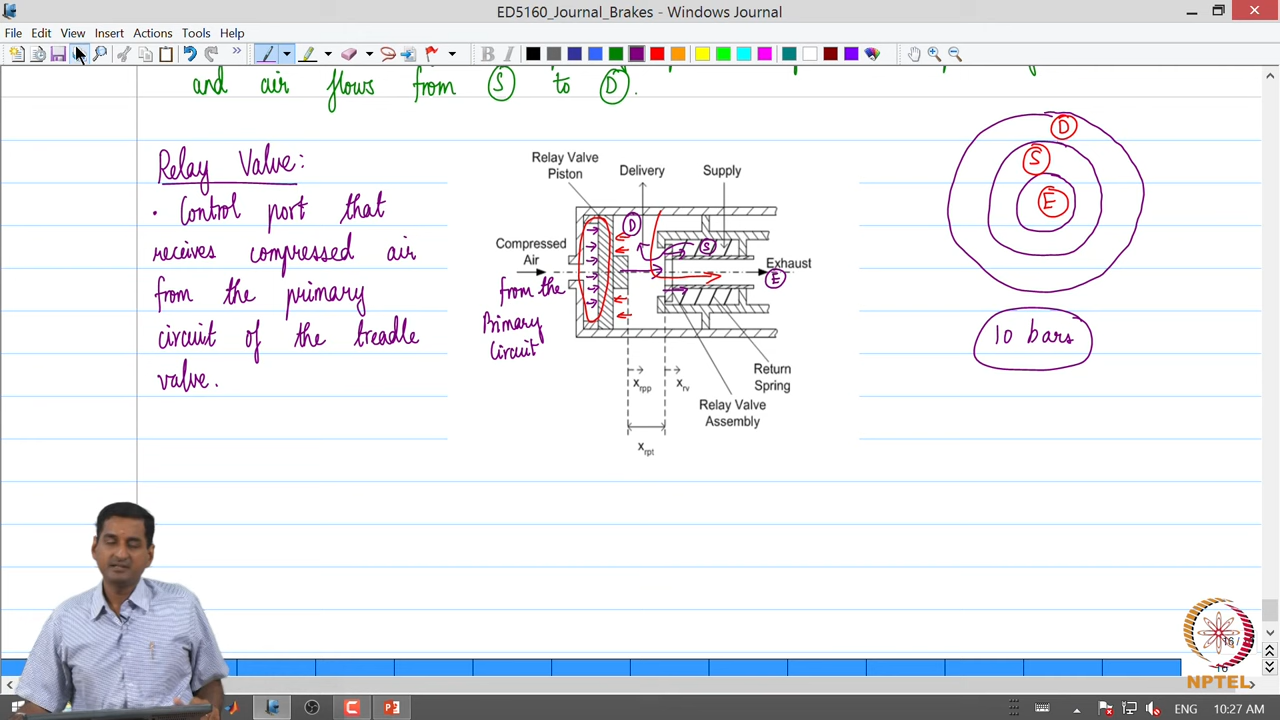 ED5160_Journal_Brakes - Windows Journal
File Edit View Insert Actions Tools Help
and air flows from S to D.
Relay Valve:
· Control port that
receives compressed air
from the primary
circuit of the treadle
valve.
Relay Valve
Piston
Delivery
Supply
Compressed
Air
from the
Primary
Circuit
D
S
Exhaust
E
x_rpp
x_rv
x_rpt
Return
Spring
Relay Valve
Assembly
D
S
E
10 bars
16 /
16
NPTEL
ENG 10:27 AM